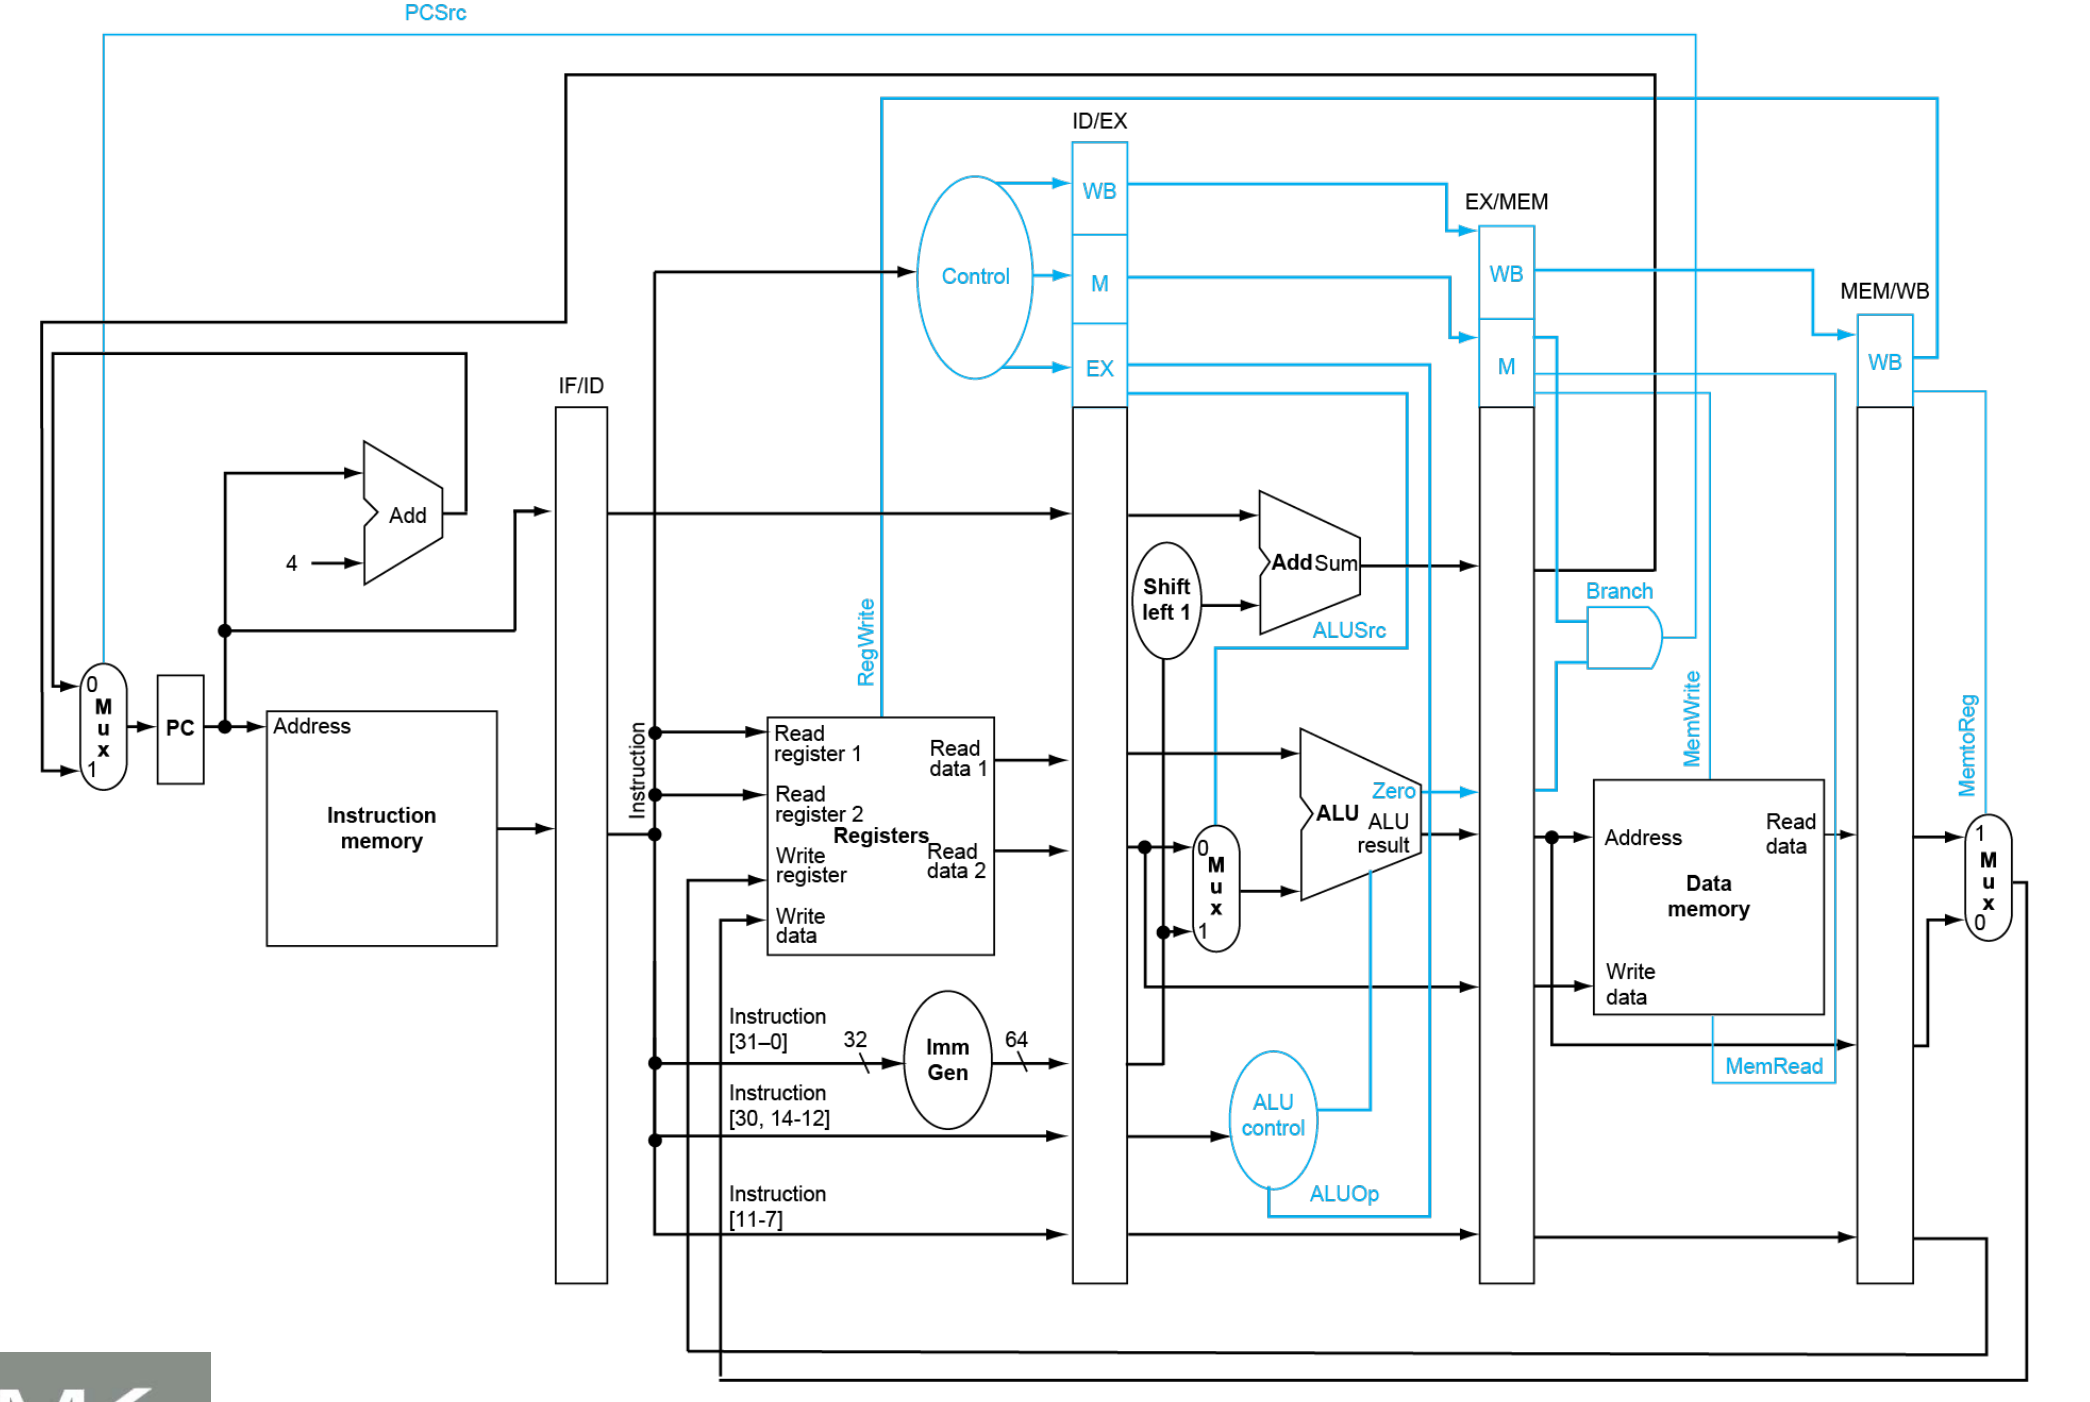 PCSrc
ID/EX
WB
EX/MEM
Control
M
WB
MEM/WB
EX
M
WB
IF/ID
Add
4
Add Sum
Shift
left 1
Branch
ALUSrc
RegWrite
MemWrite
MemtoReg
0
M
u
x
1
PC
Address
Instruction
memory
Instruction
Read
register 1
Read
register 2
Write
register
Write
data
Registers
Read
data 1
Read
data 2
0
M
u
x
1
Zero
ALU
ALU
result
Address
Read
data
Data
memory
Write
data
MemRead
1
M
u
x
0
Instruction
[31–0]
32
Imm
Gen
64
Instruction
[30, 14-12]
ALU
control
ALUOp
Instruction
[11-7]